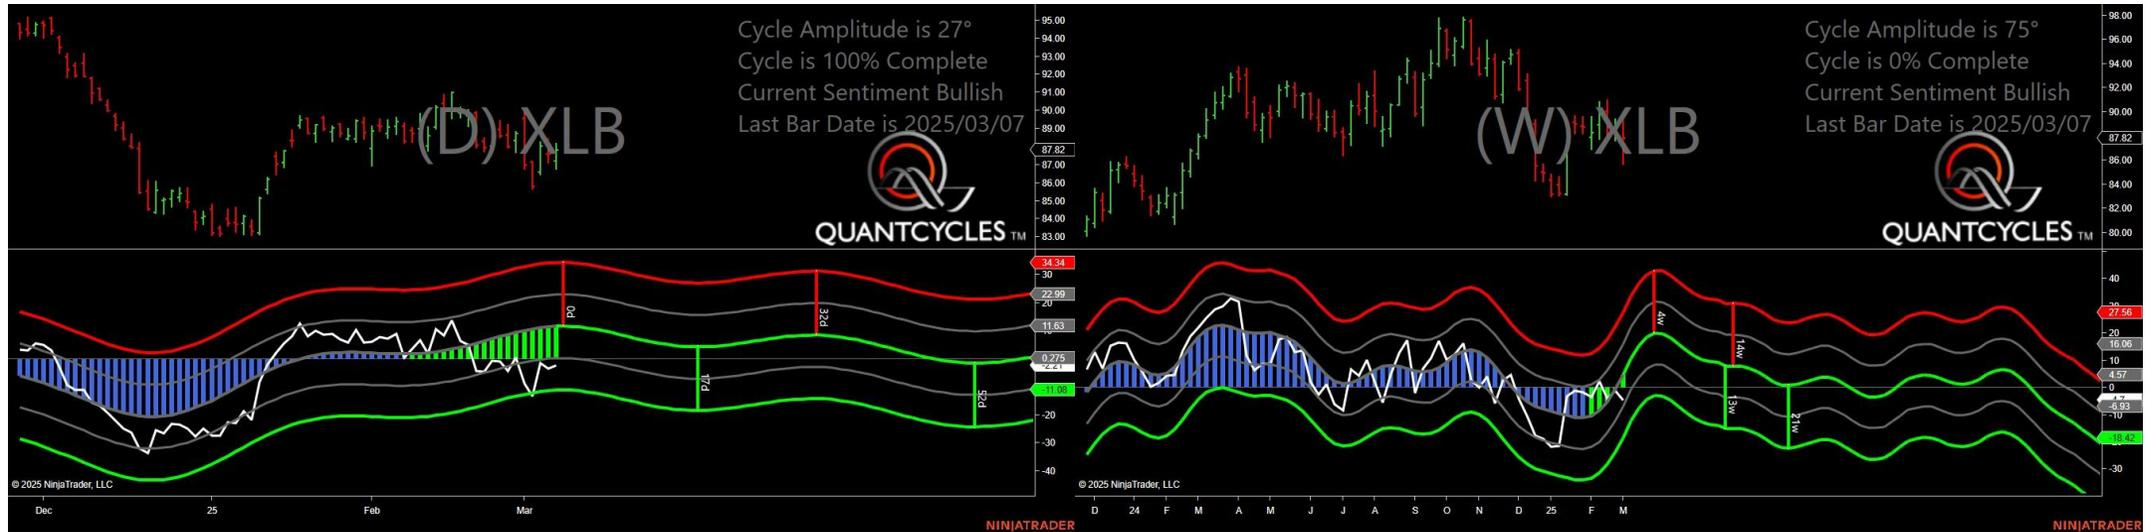 Cycle Amplitude is 27°
Cycle is 100% Complete
Current Sentiment Bullish
Last Bar Date is 2025/03/07
(D) XLB
QUANTCYCLES TM
95.00
94.00
93.00
92.00
91.00
90.00
89.00
87.82
87.00
86.00
85.00
84.00
83.00
34.34
30
22.99
20
11.63
0.275
-2.21
-11.08
-20
-30
-40
0d
17d
32d
52d
© 2025 NinjaTrader, LLC
Dec
25
Feb
Mar
NINJATRADER
Cycle Amplitude is 75°
Cycle is 0% Complete
Current Sentiment Bullish
Last Bar Date is 2025/03/07
(W) XLB
QUANTCYCLES TM
98.00
96.00
94.00
92.00
90.00
87.82
86.00
84.00
82.00
80.00
40
27.56
20
16.06
10
4.57
0
-6.93
-10
-18.42
-30
4w
14w
13w
21w
© 2025 NinjaTrader, LLC
D
24
F
M
A
M
J
J
A
S
O
N
D
25
F
M
NINJATRADER